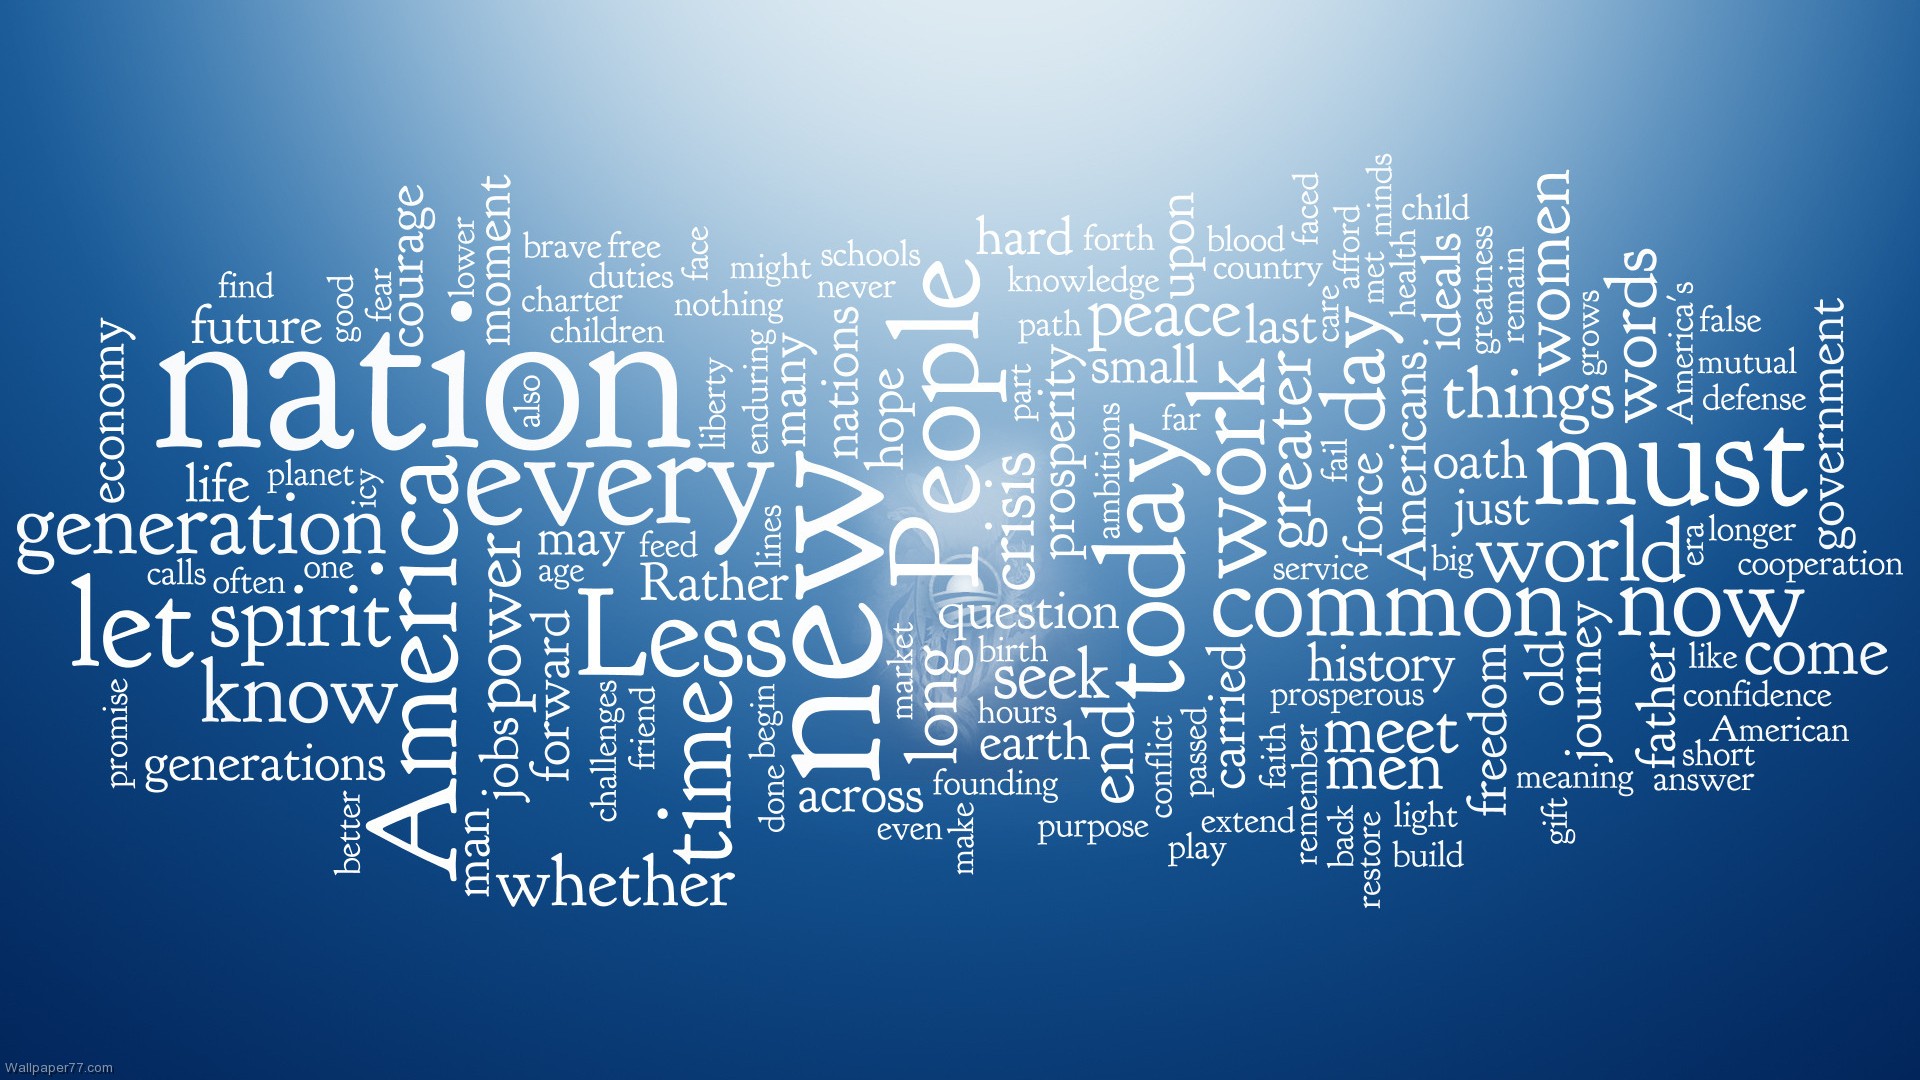 find
future
good
fear
courage
lower
moment
brave
free
duties
face
charter
children
might
nothing
schools
never
hard
forth
knowledge
upon
blood
country
faced
afford
minds
met
child
health
ideals
greatness
remain
women
grows
words
America's
false
mutual
defense
government
economy
nation
also
liberty
enduring
many
nations
hope
People
path
peace
last
care
day
small
part
prosperity
ambitions
far
work
greater
fail
force
Americans
things
oath
must
just
life
planet
icy
generation
every
America
may
feed
lines
age
Rather
new
crisis
today
service
big
world
era
longer
cooperation
calls
often
one
let
spirit
power
Less
question
common
now
know
forward
birth
market
long
seek
hours
earth
end
history
prosperous
carried
old
journey
father
like
come
confidence
American
short
answer
promise
generations
jobs
challenges
friend
time
begin
done
across
founding
conflict
passed
faith
remember
meet
men
freedom
meaning
gift
better
man
whether
even
make
purpose
extend
play
back
restore
light
build
Wallpaper77.com